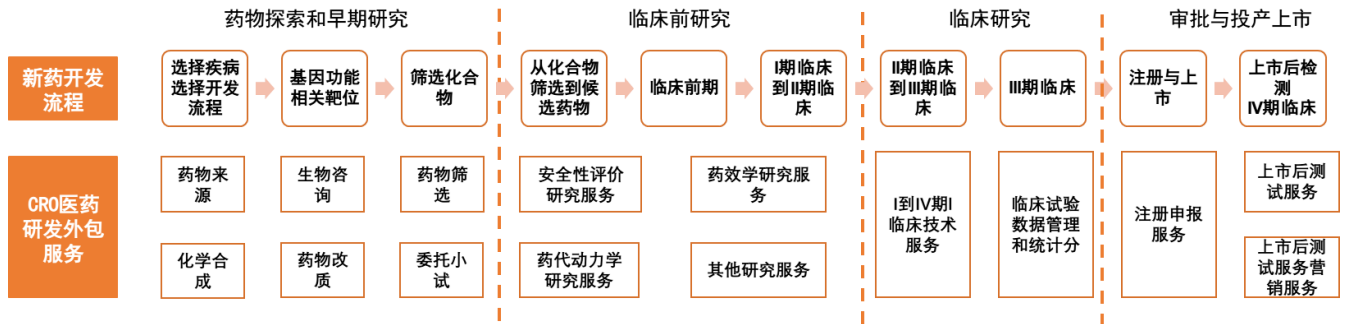 药物探索和早期研究
临床前研究
临床研究
审批与投产上市
新药开发
流程
选择疾病
选择开发
流程
基因功能
相关靶位
筛选化合
物
从化合物
筛选到候
选药物
临床前期
I期临床
到II期临
床
II期临床
到III期临
床
III期临床
注册与上
市
上市后检
测
IV期临床
CRO医药
研发外包
服务
药物来
源
生物咨
询
药物筛
选
安全性评价
研究服务
药效学研究服
务
化学合
成
药物改
质
委托小
试
药代动力学
研究服务
其他研究服务
I到IV期I
临床技术
服务
临床试验
数据管理
和统计分
注册申报
服务
上市后测
试服务
上市后测
试服务营
销服务